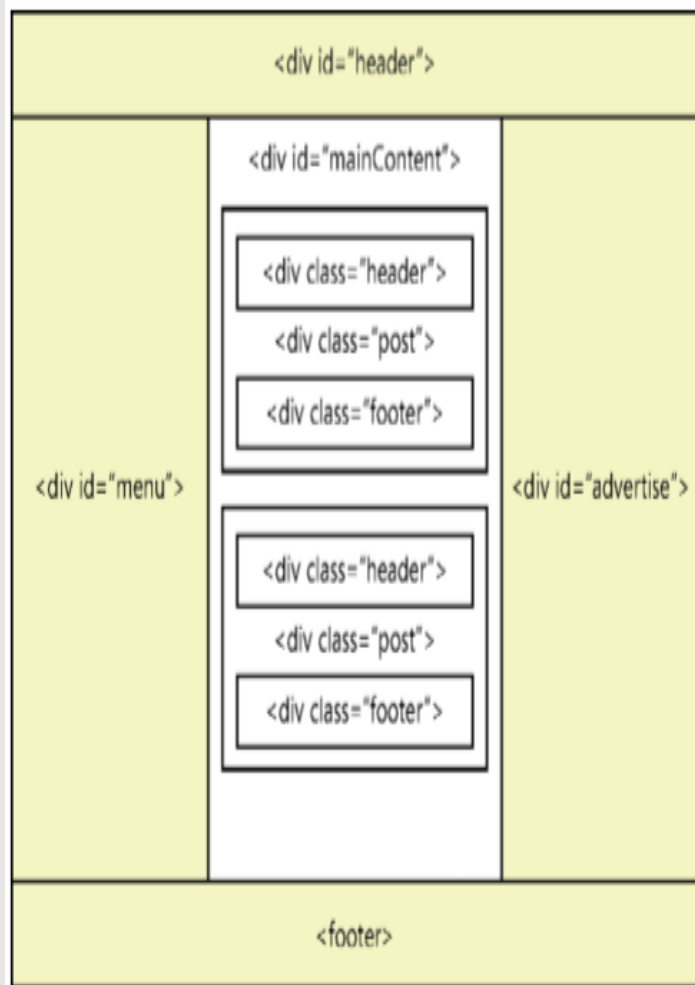 <div id="header">
<div id="mainContent">
<div class="header">
<div class="post">
<div class="footer">
<div id="menu">
<div id="advertise">
<div class="header">
<div class="post">
<div class="footer">
<footer>